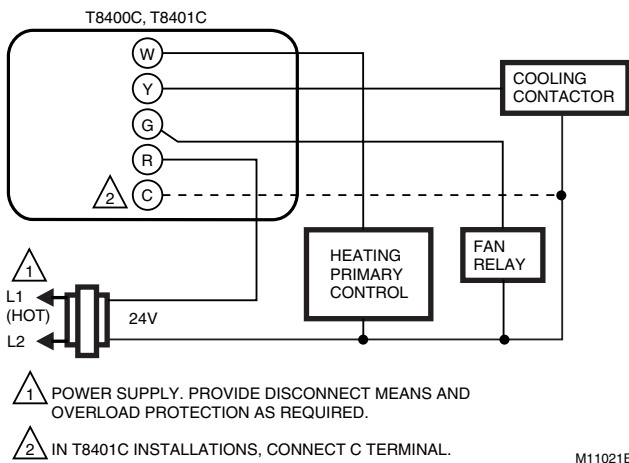 T8400C, T8401C
W
Y
G
R
2 C
COOLING
CONTACTOR
HEATING
PRIMARY
CONTROL
FAN
RELAY
1
L1
(HOT)
L2
24V
1 POWER SUPPLY. PROVIDE DISCONNECT MEANS AND
OVERLOAD PROTECTION AS REQUIRED.
2 IN T8401C INSTALLATIONS, CONNECT C TERMINAL.
M11021B